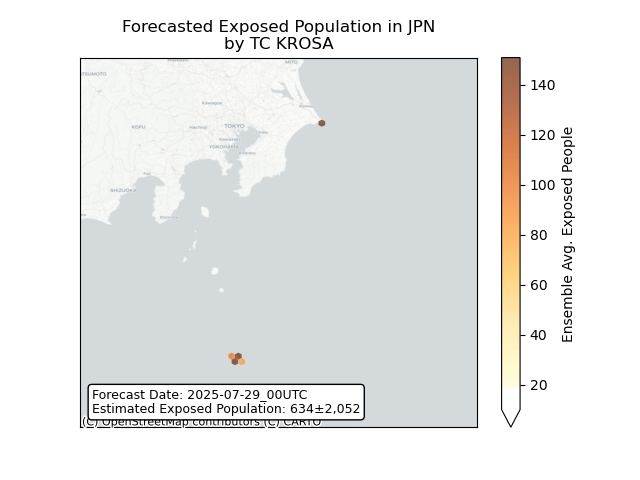 Forecasted Exposed Population in JPN
by TC KROSA
MITO
KOFU
TOKYO
YOKOHAMA
SHIZUOKA
140
120
100
80
60
40
20
Ensemble Avg. Exposed People
Forecast Date: 2025-07-29_00UTC
Estimated Exposed Population: 634±2,052
(C) OpenStreetMap contributors (C) CARTO